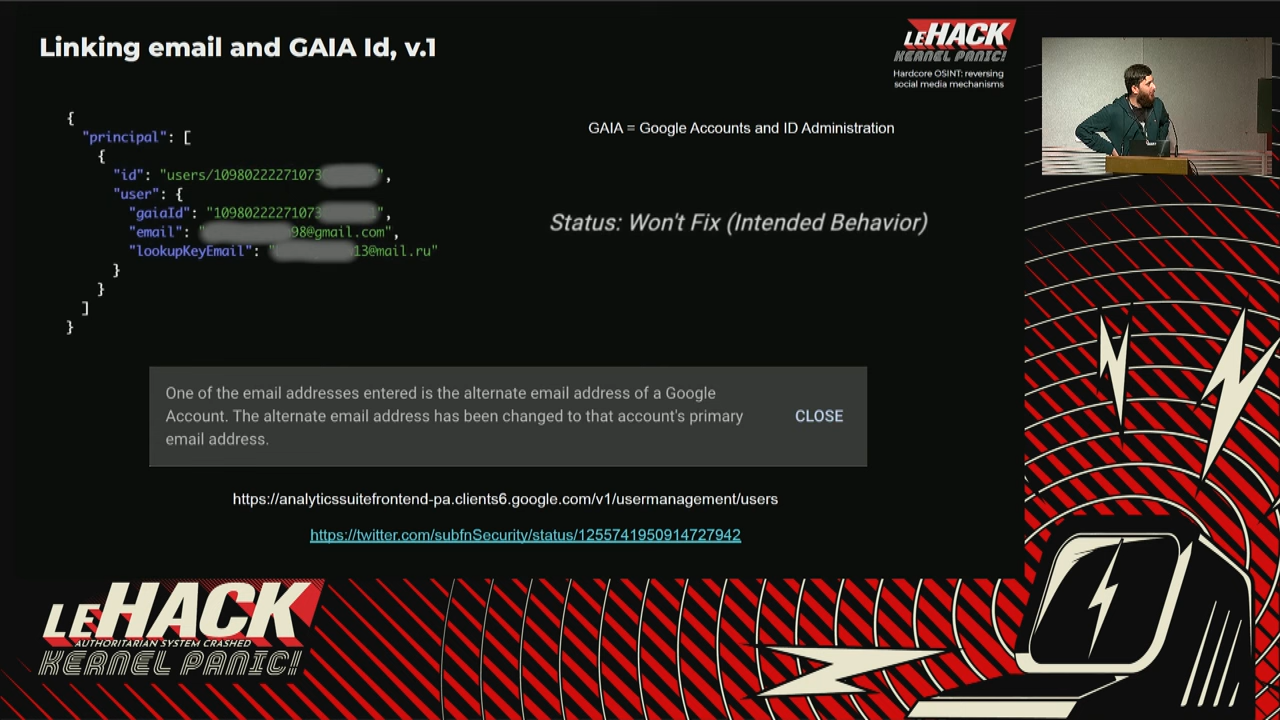 Linking email and GAIA Id, v.1
LEHACK
KERNEL PANIC!
Hardcore OSINT: reversing
social media mechanisms
{
"principal": [
{
"id": "users/10980222271073 ",
"user": {
"gaiaId": "10980222271073 ",
"email": " 98@gmail.com",
"lookupKeyEmail": " 13@mail.ru"
}
}
]
}
GAIA = Google Accounts and ID Administration
Status: Won't Fix (Intended Behavior)
One of the email addresses entered is the alternate email address of a Google
Account. The alternate email address has been changed to that account's primary
email address.
CLOSE
https://analyticssuitefrontend-pa.clients6.google.com/v1/usermanagement/users
https://twitter.com/subfnSecurity/status/1255741950914727942
LEHACK
AUTHORITARIAN SYSTEM CRASHED
KERNEL PANIC!